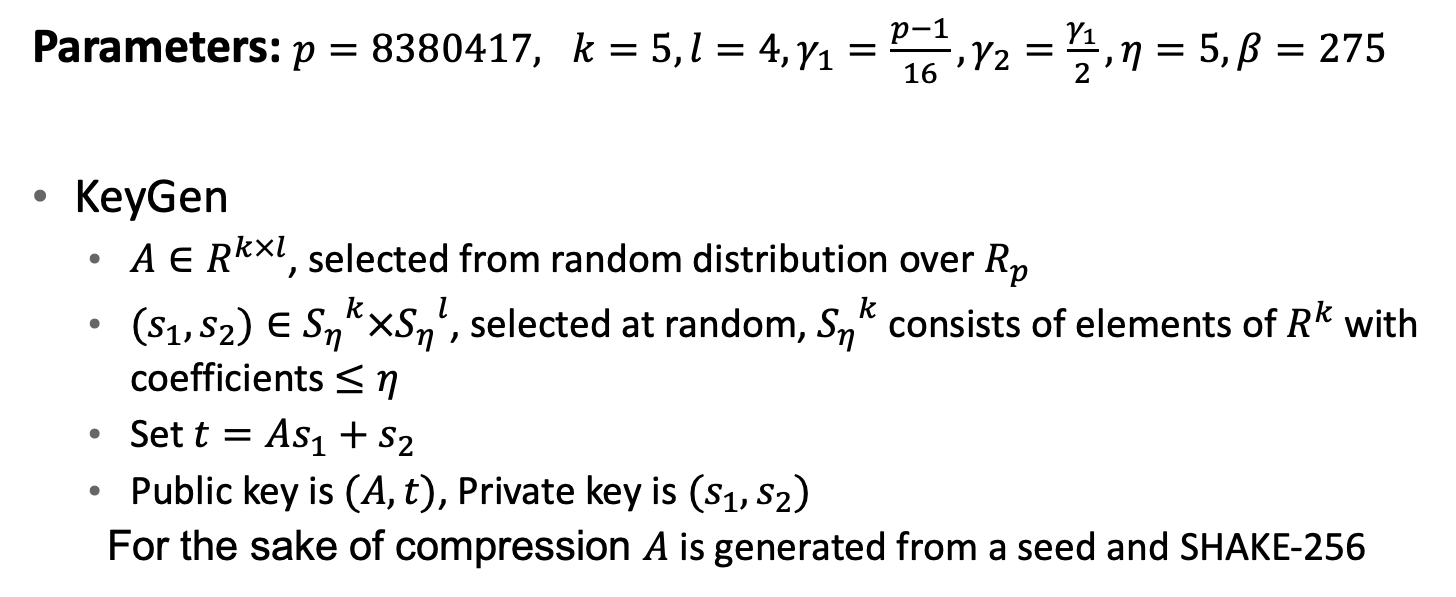 Parameters: p = 8380417, k = 5, l = 4, γ₁ = (p−1)/16, γ₂ = γ₁/2, η = 5, β = 275
• KeyGen
• A ∈ R^{k×l}, selected from random distribution over R_p
• (s₁, s₂) ∈ S_η^k × S_η^l, selected at random, S_η^k consists of elements of R^k with
coefficients ≤ η
• Set t = As₁ + s₂
• Public key is (A, t), Private key is (s₁, s₂)
For the sake of compression A is generated from a seed and SHAKE-256